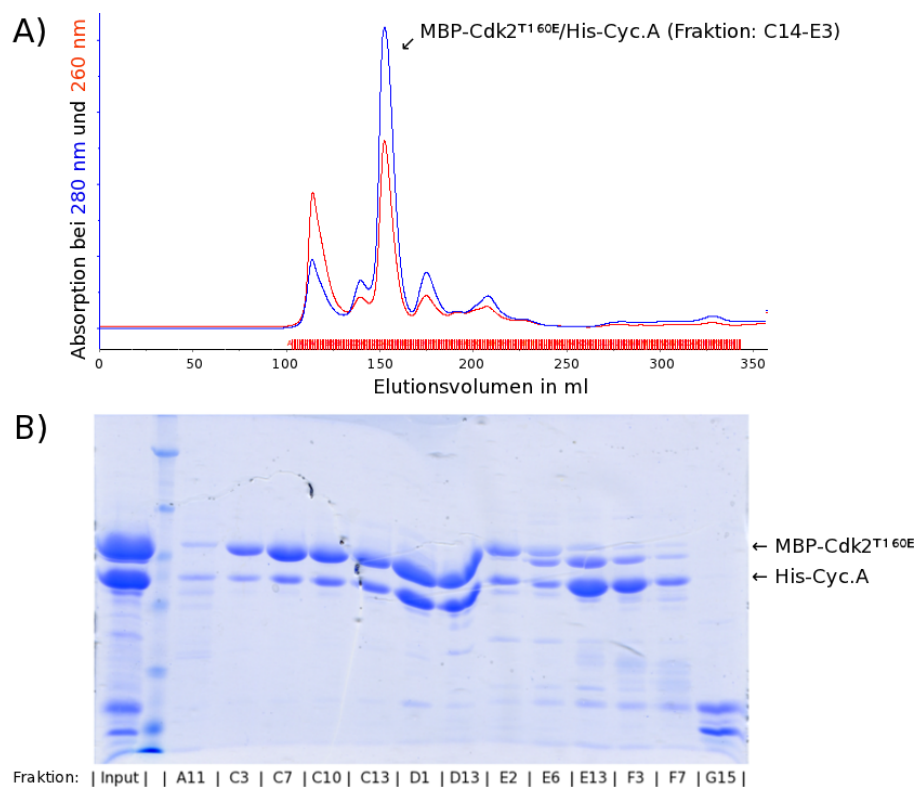 A)
MBP-Cdk2ᵀ¹⁶⁰ᴱ/His-Cyc.A (Fraktion: C14-E3)
Absorption bei 280 nm und 260 nm
0 50 100 150 200 250 300 350
Elutionsvolumen in ml
B)
← MBP-Cdk2ᵀ¹⁶⁰ᴱ
← His-Cyc.A
Fraktion: | Input | | A11 | C3 | C7 | C10 | C13 | D1 | D13 | E2 | E6 | E13 | F3 | F7 | G15 |